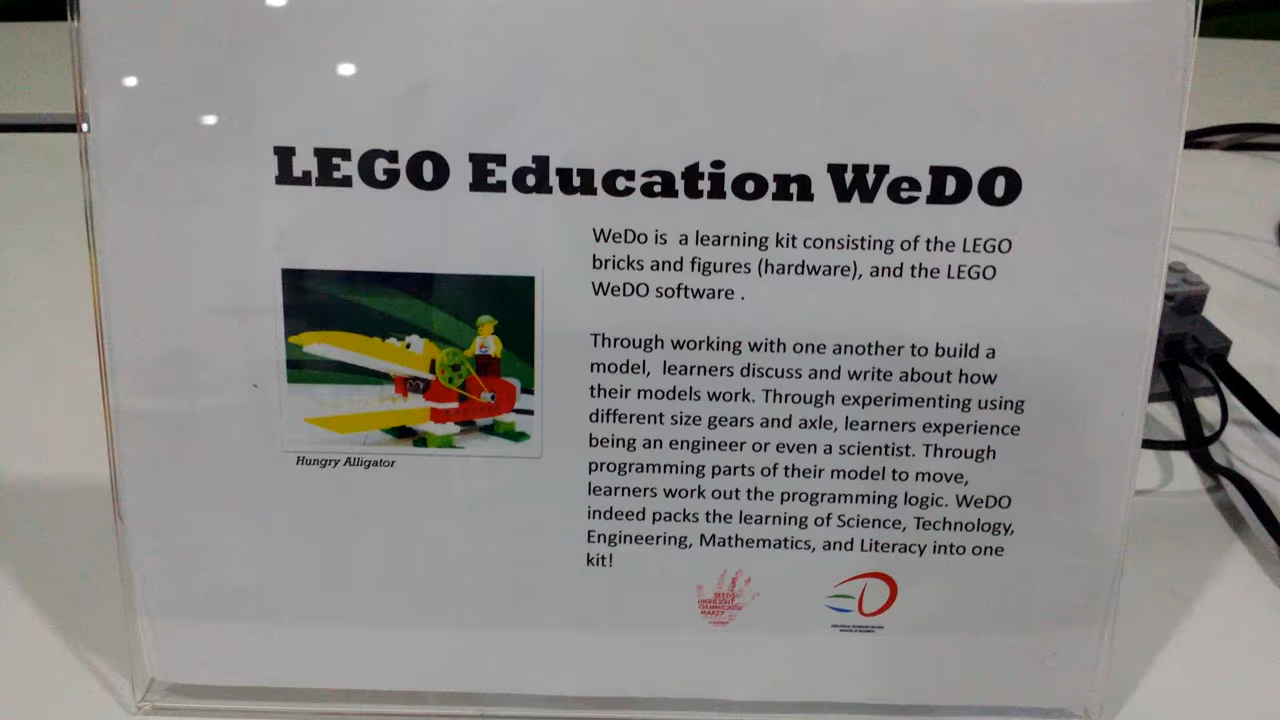 LEGO Education WeDO
WeDo is a learning kit consisting of the LEGO
bricks and figures (hardware), and the LEGO
WeDO software .
Through working with one another to build a
model, learners discuss and write about how
their models work. Through experimenting using
different size gears and axle, learners experience
being an engineer or even a scientist. Through
programming parts of their model to move,
learners work out the programming logic. WeDO
indeed packs the learning of Science, Technology,
Engineering, Mathematics, and Literacy into one
kit!
Hungry Alligator